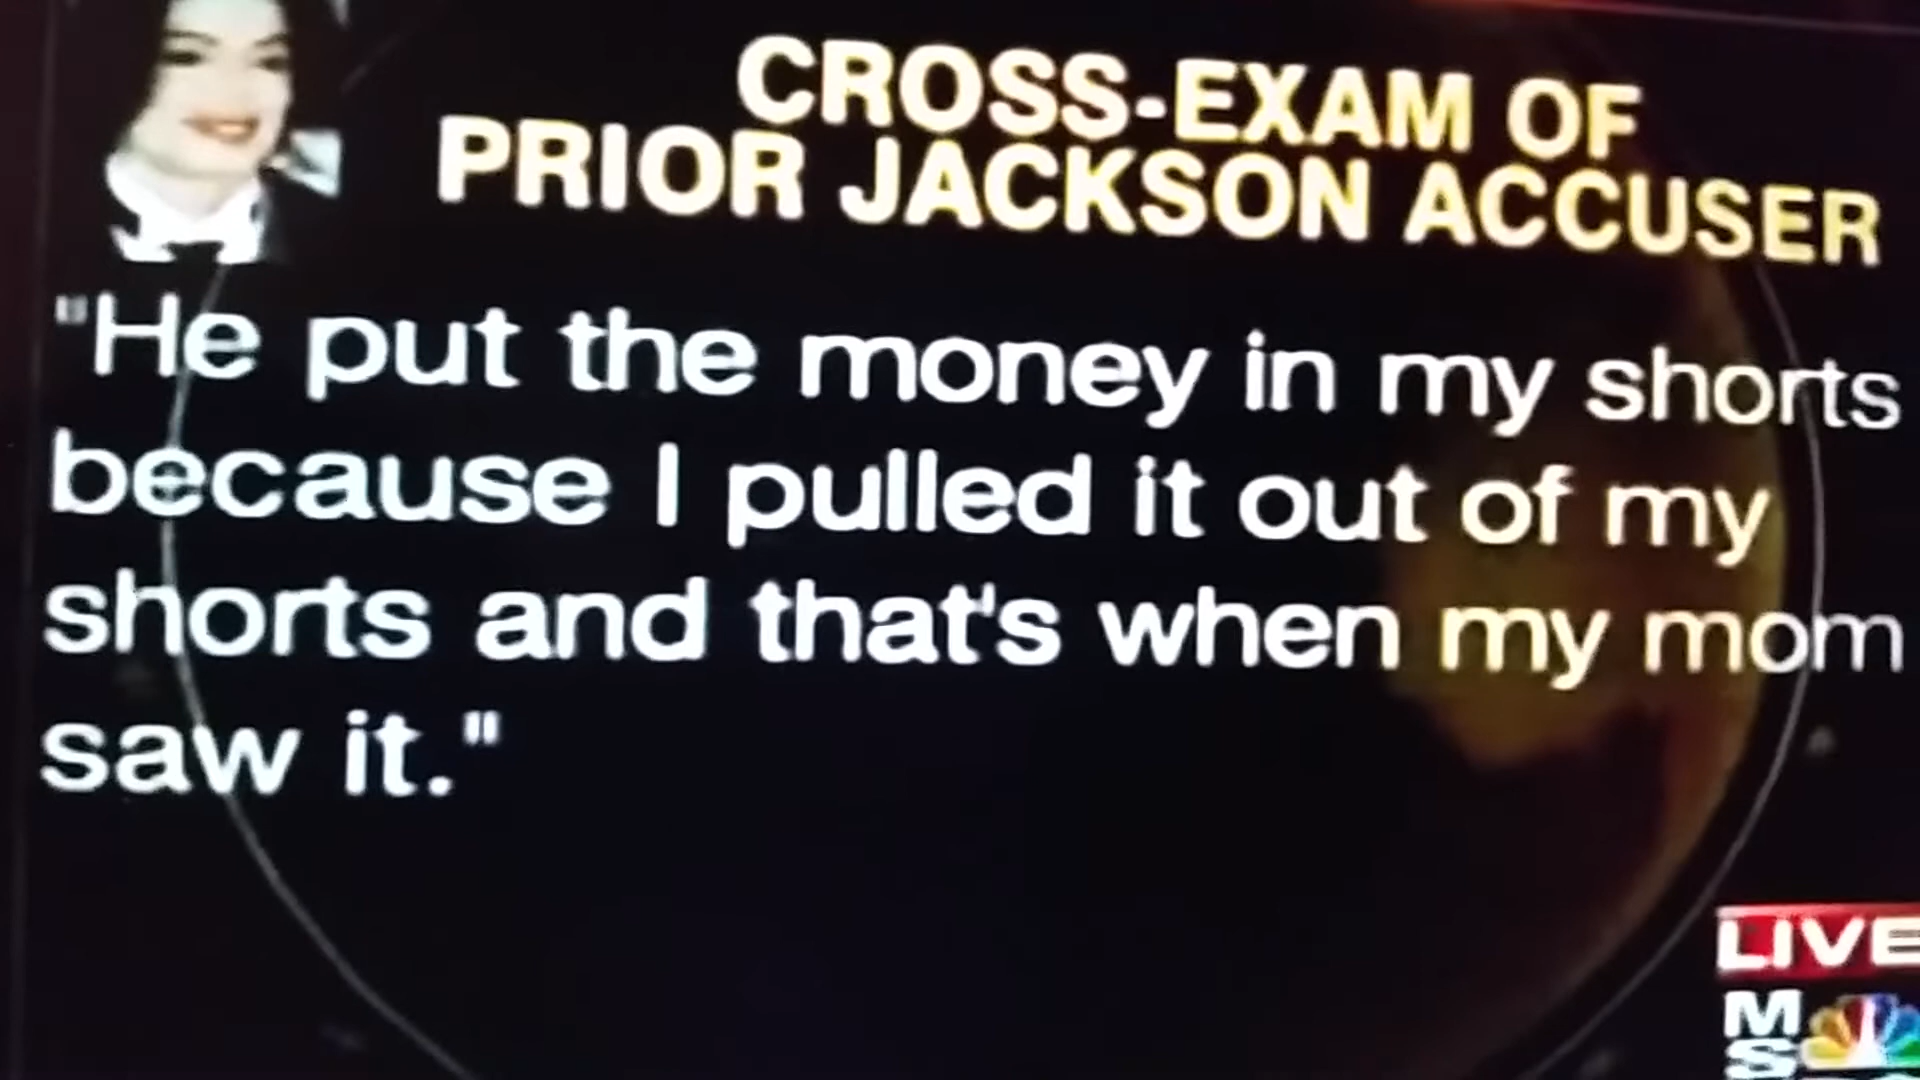 CROSS-EXAM OF
PRIOR JACKSON ACCUSER
"He put the money in my shorts
because I pulled it out of my
shorts and that's when my mom
saw it."
LIVE
M
S